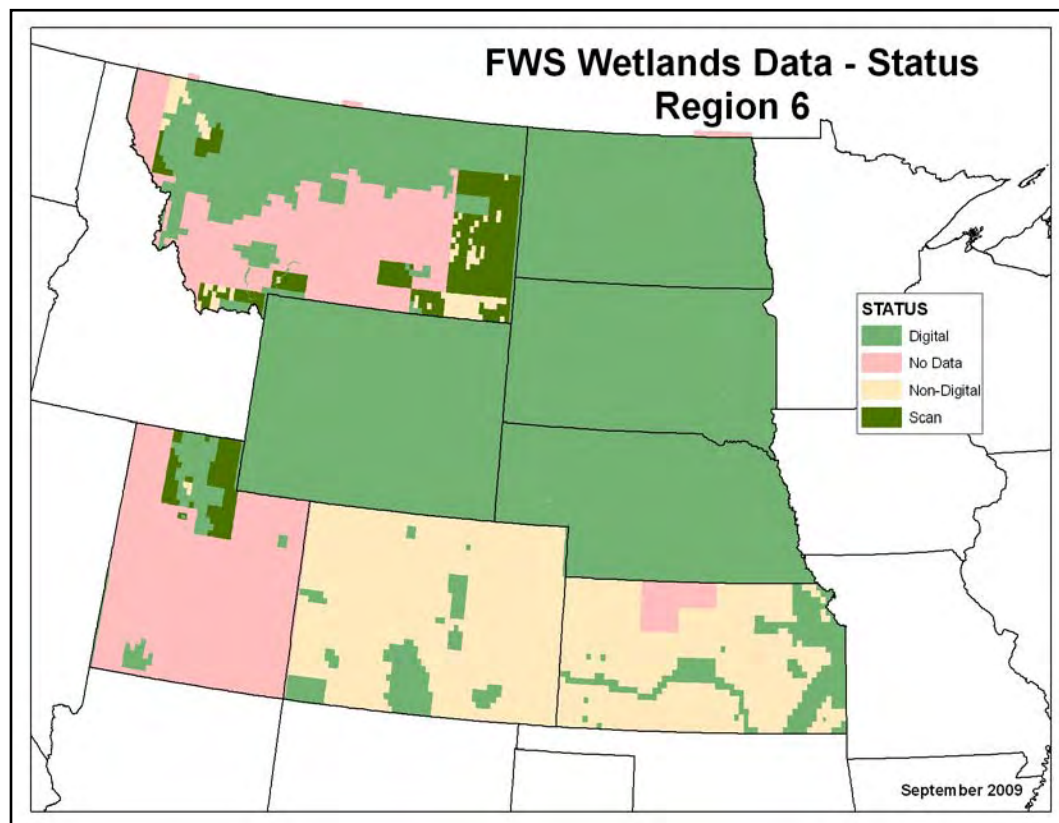 FWS Wetlands Data - Status
Region 6
STATUS
Digital
No Data
Non-Digital
Scan
September 2009